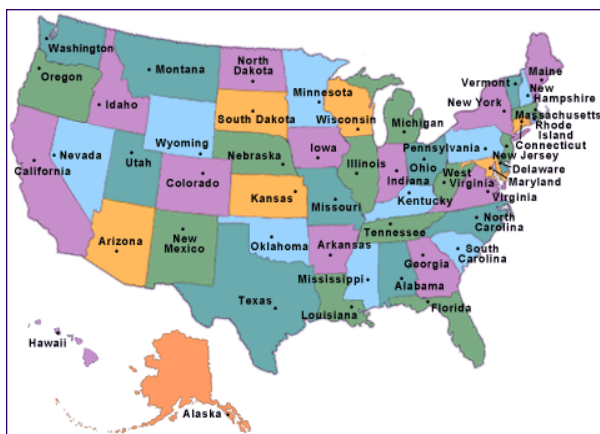 Washington
Oregon
Idaho
Montana
North
Dakota
Minnesota
South Dakota
Wisconsin
Michigan
Vermont
Maine
New
Hampshire
New York
Massachusetts
Rhode
Island
Connecticut
Pennsylvania
New Jersey
Delaware
Maryland
Wyoming
Nevada
Utah
California
Colorado
Nebraska
Iowa
Illinois
Indiana
Ohio
West
Virginia
Virginia
Kansas
Missouri
Kentucky
North
Carolina
Tennessee
South
Carolina
Arizona
New
Mexico
Oklahoma
Arkansas
Georgia
Alabama
Mississippi
Texas
Louisiana
Florida
Hawaii
Alaska